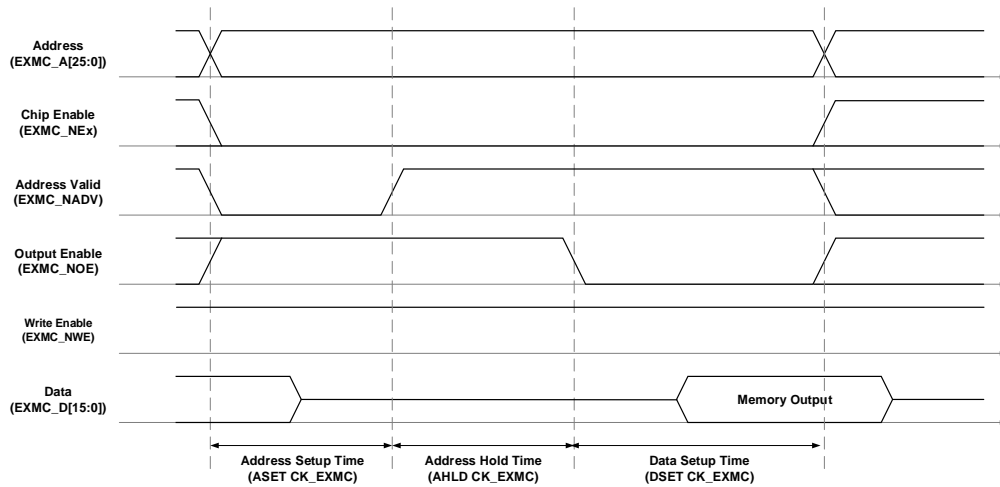 Address
(EXMC_A[25:0])
Chip Enable
(EXMC_NEx)
Address Valid
(EXMC_NADV)
Output Enable
(EXMC_NOE)
Write Enable
(EXMC_NWE)
Data
(EXMC_D[15:0])
Memory Output
Address Setup Time
(ASET CK_EXMC)
Address Hold Time
(AHLD CK_EXMC)
Data Setup Time
(DSET CK_EXMC)